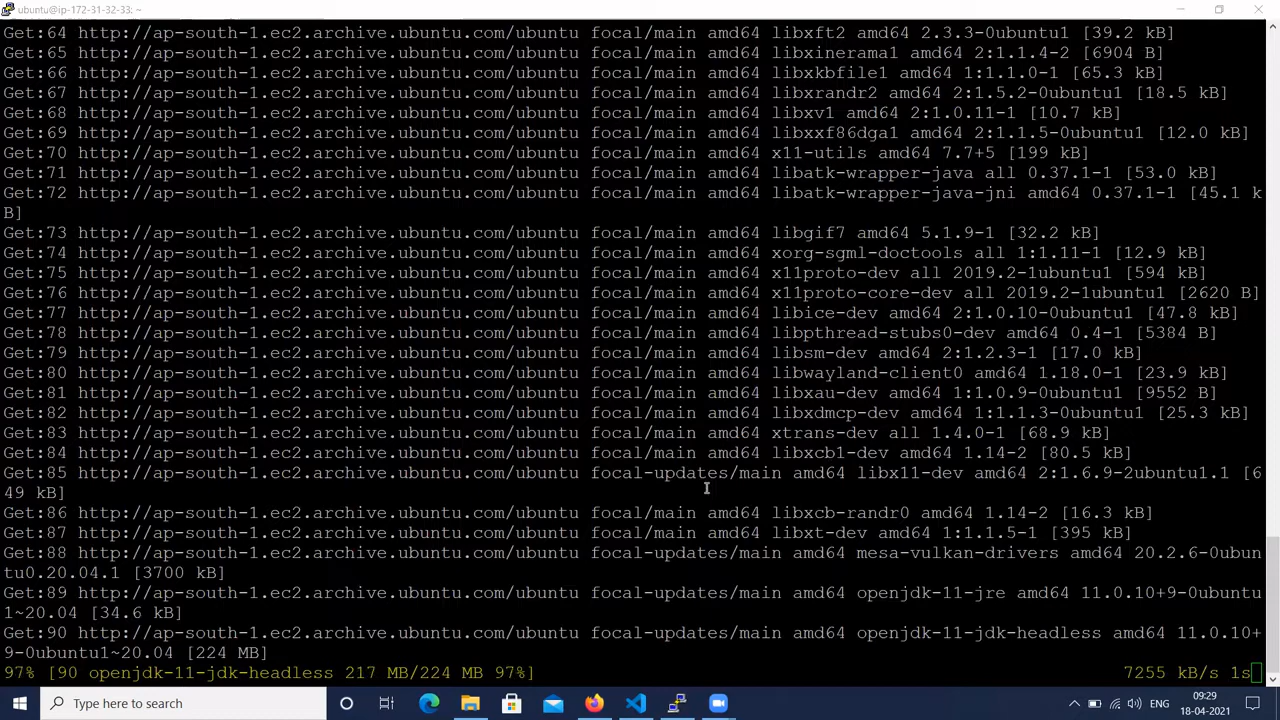 ubuntu@ip-172-31-32-33: ~
Get:64 http://ap-south-1.ec2.archive.ubuntu.com/ubuntu focal/main amd64 libxft2 amd64 2.3.3-0ubuntu1 [39.2 kB]
Get:65 http://ap-south-1.ec2.archive.ubuntu.com/ubuntu focal/main amd64 libxinerama1 amd64 2:1.1.4-2 [6904 B]
Get:66 http://ap-south-1.ec2.archive.ubuntu.com/ubuntu focal/main amd64 libxkbfile1 amd64 1:1.1.0-1 [65.3 kB]
Get:67 http://ap-south-1.ec2.archive.ubuntu.com/ubuntu focal/main amd64 libxrandr2 amd64 2:1.5.2-0ubuntu1 [18.5 kB]
Get:68 http://ap-south-1.ec2.archive.ubuntu.com/ubuntu focal/main amd64 libxv1 amd64 2:1.0.11-1 [10.7 kB]
Get:69 http://ap-south-1.ec2.archive.ubuntu.com/ubuntu focal/main amd64 libxxf86dga1 amd64 2:1.1.5-0ubuntu1 [12.0 kB]
Get:70 http://ap-south-1.ec2.archive.ubuntu.com/ubuntu focal/main amd64 x11-utils amd64 7.7+5 [199 kB]
Get:71 http://ap-south-1.ec2.archive.ubuntu.com/ubuntu focal/main amd64 libatk-wrapper-java all 0.37.1-1 [53.0 kB]
Get:72 http://ap-south-1.ec2.archive.ubuntu.com/ubuntu focal/main amd64 libatk-wrapper-java-jni amd64 0.37.1-1 [45.1 k
B]
Get:73 http://ap-south-1.ec2.archive.ubuntu.com/ubuntu focal/main amd64 libgif7 amd64 5.1.9-1 [32.2 kB]
Get:74 http://ap-south-1.ec2.archive.ubuntu.com/ubuntu focal/main amd64 xorg-sgml-doctools all 1:1.11-1 [12.9 kB]
Get:75 http://ap-south-1.ec2.archive.ubuntu.com/ubuntu focal/main amd64 x11proto-dev all 2019.2-1ubuntu1 [594 kB]
Get:76 http://ap-south-1.ec2.archive.ubuntu.com/ubuntu focal/main amd64 x11proto-core-dev all 2019.2-1ubuntu1 [2620 B]
Get:77 http://ap-south-1.ec2.archive.ubuntu.com/ubuntu focal/main amd64 libice-dev amd64 2:1.0.10-0ubuntu1 [47.8 kB]
Get:78 http://ap-south-1.ec2.archive.ubuntu.com/ubuntu focal/main amd64 libpthread-stubs0-dev amd64 0.4-1 [5384 B]
Get:79 http://ap-south-1.ec2.archive.ubuntu.com/ubuntu focal/main amd64 libsm-dev amd64 2:1.2.3-1 [17.0 kB]
Get:80 http://ap-south-1.ec2.archive.ubuntu.com/ubuntu focal/main amd64 libwayland-client0 amd64 1.18.0-1 [23.9 kB]
Get:81 http://ap-south-1.ec2.archive.ubuntu.com/ubuntu focal/main amd64 libxau-dev amd64 1:1.0.9-0ubuntu1 [9552 B]
Get:82 http://ap-south-1.ec2.archive.ubuntu.com/ubuntu focal/main amd64 libxdmcp-dev amd64 1:1.1.3-0ubuntu1 [25.3 kB]
Get:83 http://ap-south-1.ec2.archive.ubuntu.com/ubuntu focal/main amd64 xtrans-dev all 1.4.0-1 [68.9 kB]
Get:84 http://ap-south-1.ec2.archive.ubuntu.com/ubuntu focal/main amd64 libxcb1-dev amd64 1.14-2 [80.5 kB]
Get:85 http://ap-south-1.ec2.archive.ubuntu.com/ubuntu focal-updates/main amd64 libx11-dev amd64 2:1.6.9-2ubuntu1.1 [6
49 kB]
Get:86 http://ap-south-1.ec2.archive.ubuntu.com/ubuntu focal/main amd64 libxcb-randr0 amd64 1.14-2 [16.3 kB]
Get:87 http://ap-south-1.ec2.archive.ubuntu.com/ubuntu focal/main amd64 libxt-dev amd64 1:1.1.5-1 [395 kB]
Get:88 http://ap-south-1.ec2.archive.ubuntu.com/ubuntu focal-updates/main amd64 mesa-vulkan-drivers amd64 20.2.6-0ubun
tu0.20.04.1 [3700 kB]
Get:89 http://ap-south-1.ec2.archive.ubuntu.com/ubuntu focal-updates/main amd64 openjdk-11-jre amd64 11.0.10+9-0ubuntu
1~20.04 [34.6 kB]
Get:90 http://ap-south-1.ec2.archive.ubuntu.com/ubuntu focal-updates/main amd64 openjdk-11-jdk-headless amd64 11.0.10+
9-0ubuntu1~20.04 [224 MB]
97% [90 openjdk-11-jdk-headless 217 MB/224 MB 97%] 7255 kB/s 1s
Type here to search
ENG
09:29
18-04-2021